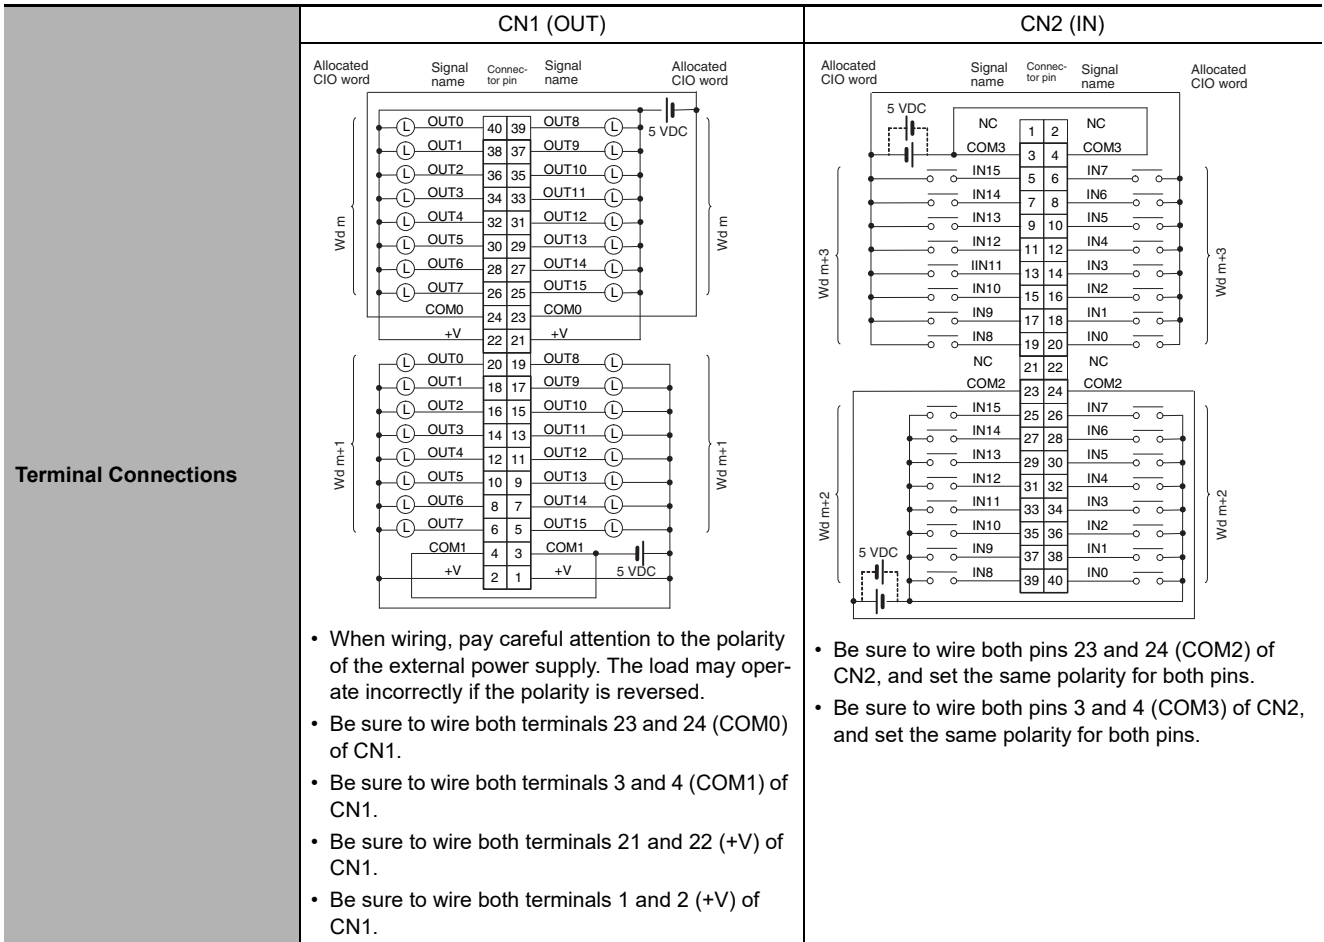 CN1 (OUT)
CN2 (IN)
Terminal Connections
Allocated CIO word
Signal name
Connec-tor pin
Signal name
Allocated CIO word
5 VDC
Wd m
Wd m
OUT0 40 39 OUT8
OUT1 38 37 OUT9
OUT2 36 35 OUT10
OUT3 34 33 OUT11
OUT4 32 31 OUT12
OUT5 30 29 OUT13
OUT6 28 27 OUT14
OUT7 26 25 OUT15
COM0 24 23 COM0
+V 22 21 +V
L OUT0 20 19 OUT8 L
L OUT1 18 17 OUT9 L
L OUT2 16 15 OUT10 L
L OUT3 14 13 OUT11 L
L OUT4 12 11 OUT12 L
L OUT5 10 9 OUT13 L
L OUT6 8 7 OUT14 L
L OUT7 6 5 OUT15 L
COM1 4 3 COM1
+V 2 1 +V
5 VDC
Wd m+1
Wd m+1
• When wiring, pay careful attention to the polarity
of the external power supply. The load may oper-
ate incorrectly if the polarity is reversed.
• Be sure to wire both terminals 23 and 24 (COM0)
of CN1.
• Be sure to wire both terminals 3 and 4 (COM1) of
CN1.
• Be sure to wire both terminals 21 and 22 (+V) of
CN1.
• Be sure to wire both terminals 1 and 2 (+V) of
CN1.
Allocated CIO word
Signal name
Connec-tor pin
Signal name
Allocated CIO word
5 VDC
NC 1 2 NC
COM3 3 4 COM3
IN15 5 6 IN7
IN14 7 8 IN6
IN13 9 10 IN5
IN12 11 12 IN4
IIN11 13 14 IN3
IN10 15 16 IN2
IN9 17 18 IN1
IN8 19 20 IN0
Wd m+3
Wd m+3
NC 21 22 NC
COM2 23 24 COM2
IN15 25 26 IN7
IN14 27 28 IN6
IN13 29 30 IN5
IN12 31 32 IN4
IN11 33 34 IN3
IN10 35 36 IN2
IN9 37 38 IN1
IN8 39 40 IN0
5 VDC
Wd m+2
Wd m+2
• Be sure to wire both pins 23 and 24 (COM2) of
CN2, and set the same polarity for both pins.
• Be sure to wire both pins 3 and 4 (COM3) of CN2,
and set the same polarity for both pins.